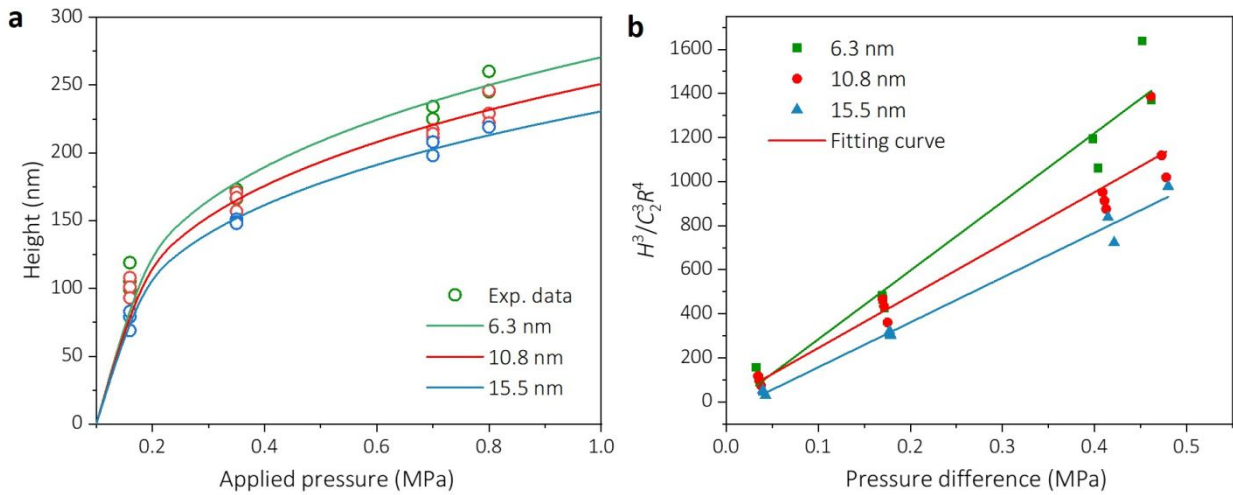 a
300
250
200
150
100
50
0
Height (nm)
0.2
0.4
0.6
0.8
1.0
Applied pressure (MPa)
Exp. data
6.3 nm
10.8 nm
15.5 nm
b
1600
1400
1200
1000
800
600
400
200
0
H³/C₂³R⁴
0.0
0.1
0.2
0.3
0.4
0.5
Pressure difference (MPa)
6.3 nm
10.8 nm
15.5 nm
Fitting curve